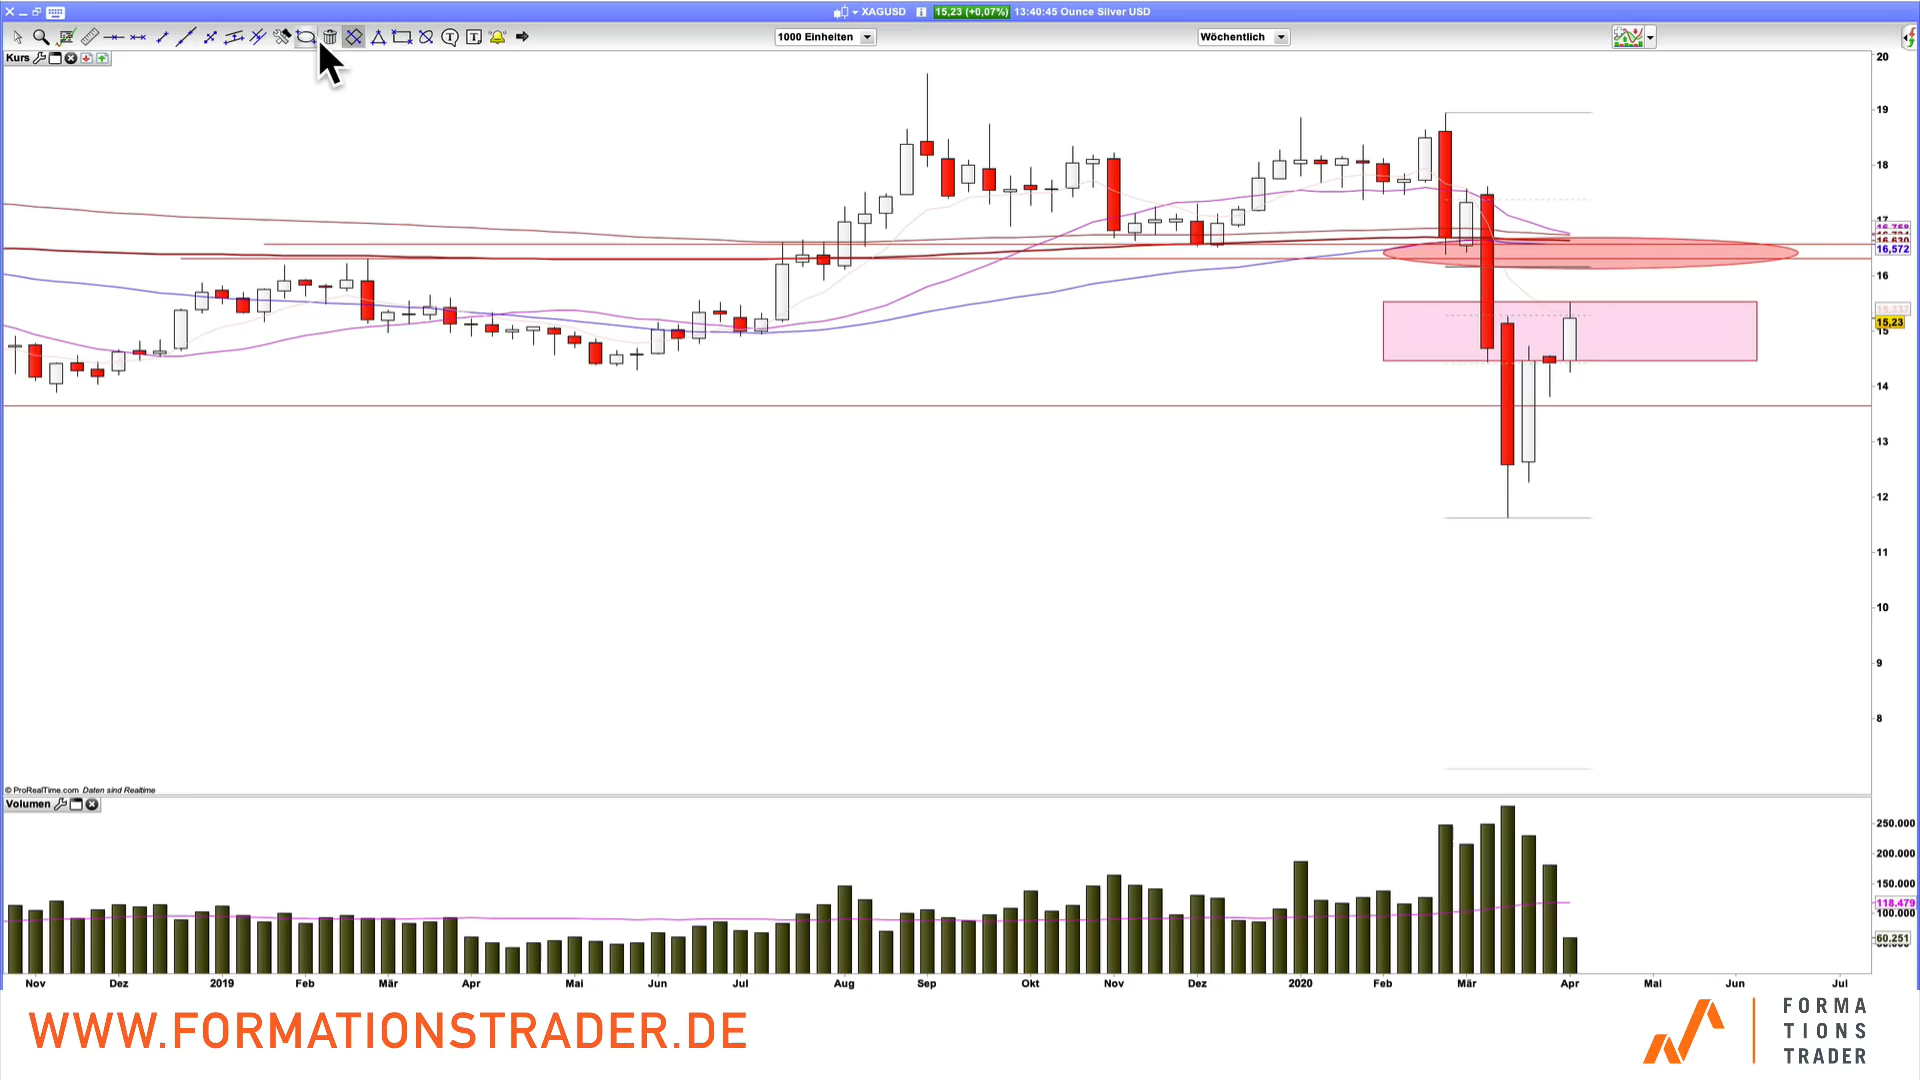 XAGUSD 15,23 (+0,07%) 13:40:45 Ounce Silver USD
1000 Einheiten
Wöchentlich
Kurs
20
19
18
17
16,572
16
15,23
15
14
13
12
11
10
9
8
© ProRealTime.com Daten sind Realtime
Volumen
250.000
200.000
150.000
118.479
100.000
60.251
Nov Dez 2019 Feb Mär Apr Mai Jun Jul Aug Sep Okt Nov Dez 2020 Feb Mär Apr Mai Jun Jul
WWW.FORMATIONSTRADER.DE
FORMA
TIONS
TRADER